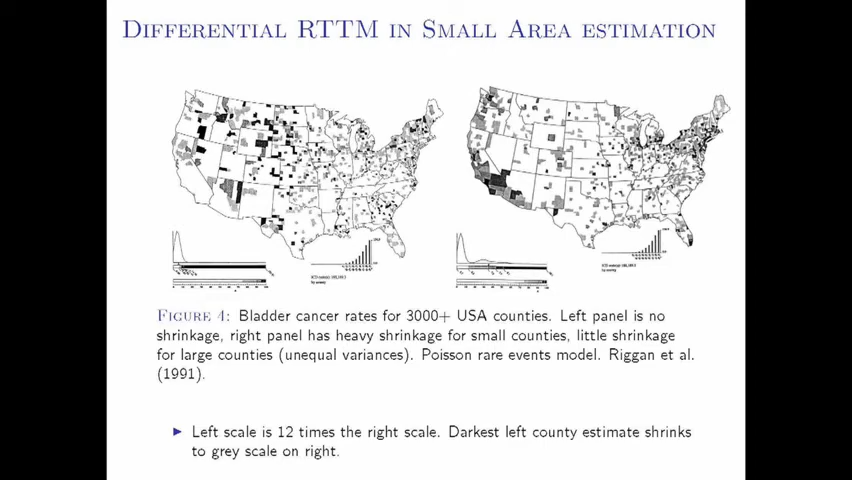 DIFFERENTIAL RTTM IN SMALL AREA ESTIMATION
FIGURE 4: Bladder cancer rates for 3000+ USA counties. Left panel is no
shrinkage, right panel has heavy shrinkage for small counties, little shrinkage
for large counties (unequal variances). Poisson rare events model. Riggan et al.
(1991).
▶ Left scale is 12 times the right scale. Darkest left county estimate shrinks
to grey scale on right.